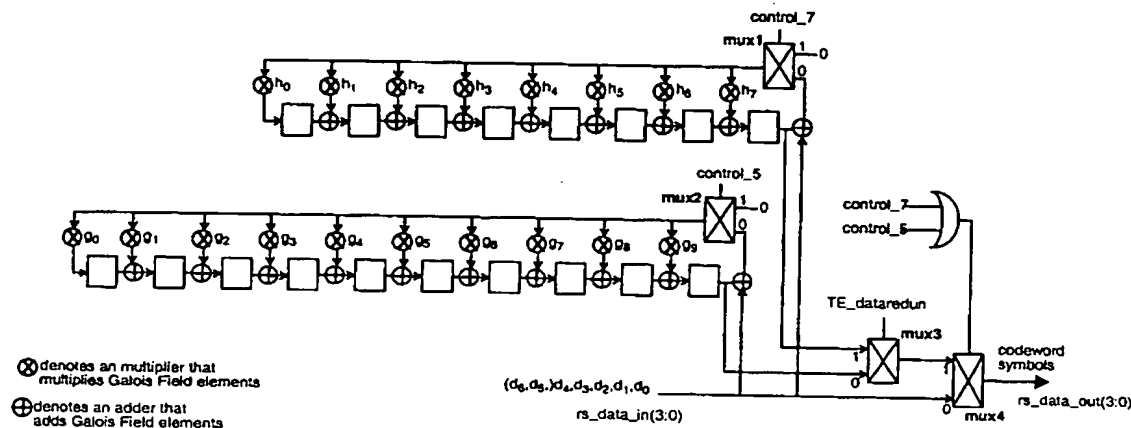 control_7
mux1
1
0
0
h0
h1
h2
h3
h4
h5
h6
h7
control_5
mux2
1
0
0
g0
g1
g2
g3
g4
g5
g6
g7
g8
g9
control_7
control_5
TE_dataredun
mux3
1
0
codeword
symbols
1
0
mux4
rs_data_out(3:0)
(d6,d5,)d4,d3,d2,d1,d0
rs_data_in(3:0)
denotes an multiplier that
multiplies Galois Field elements
denotes an adder that
adds Galois Field elements